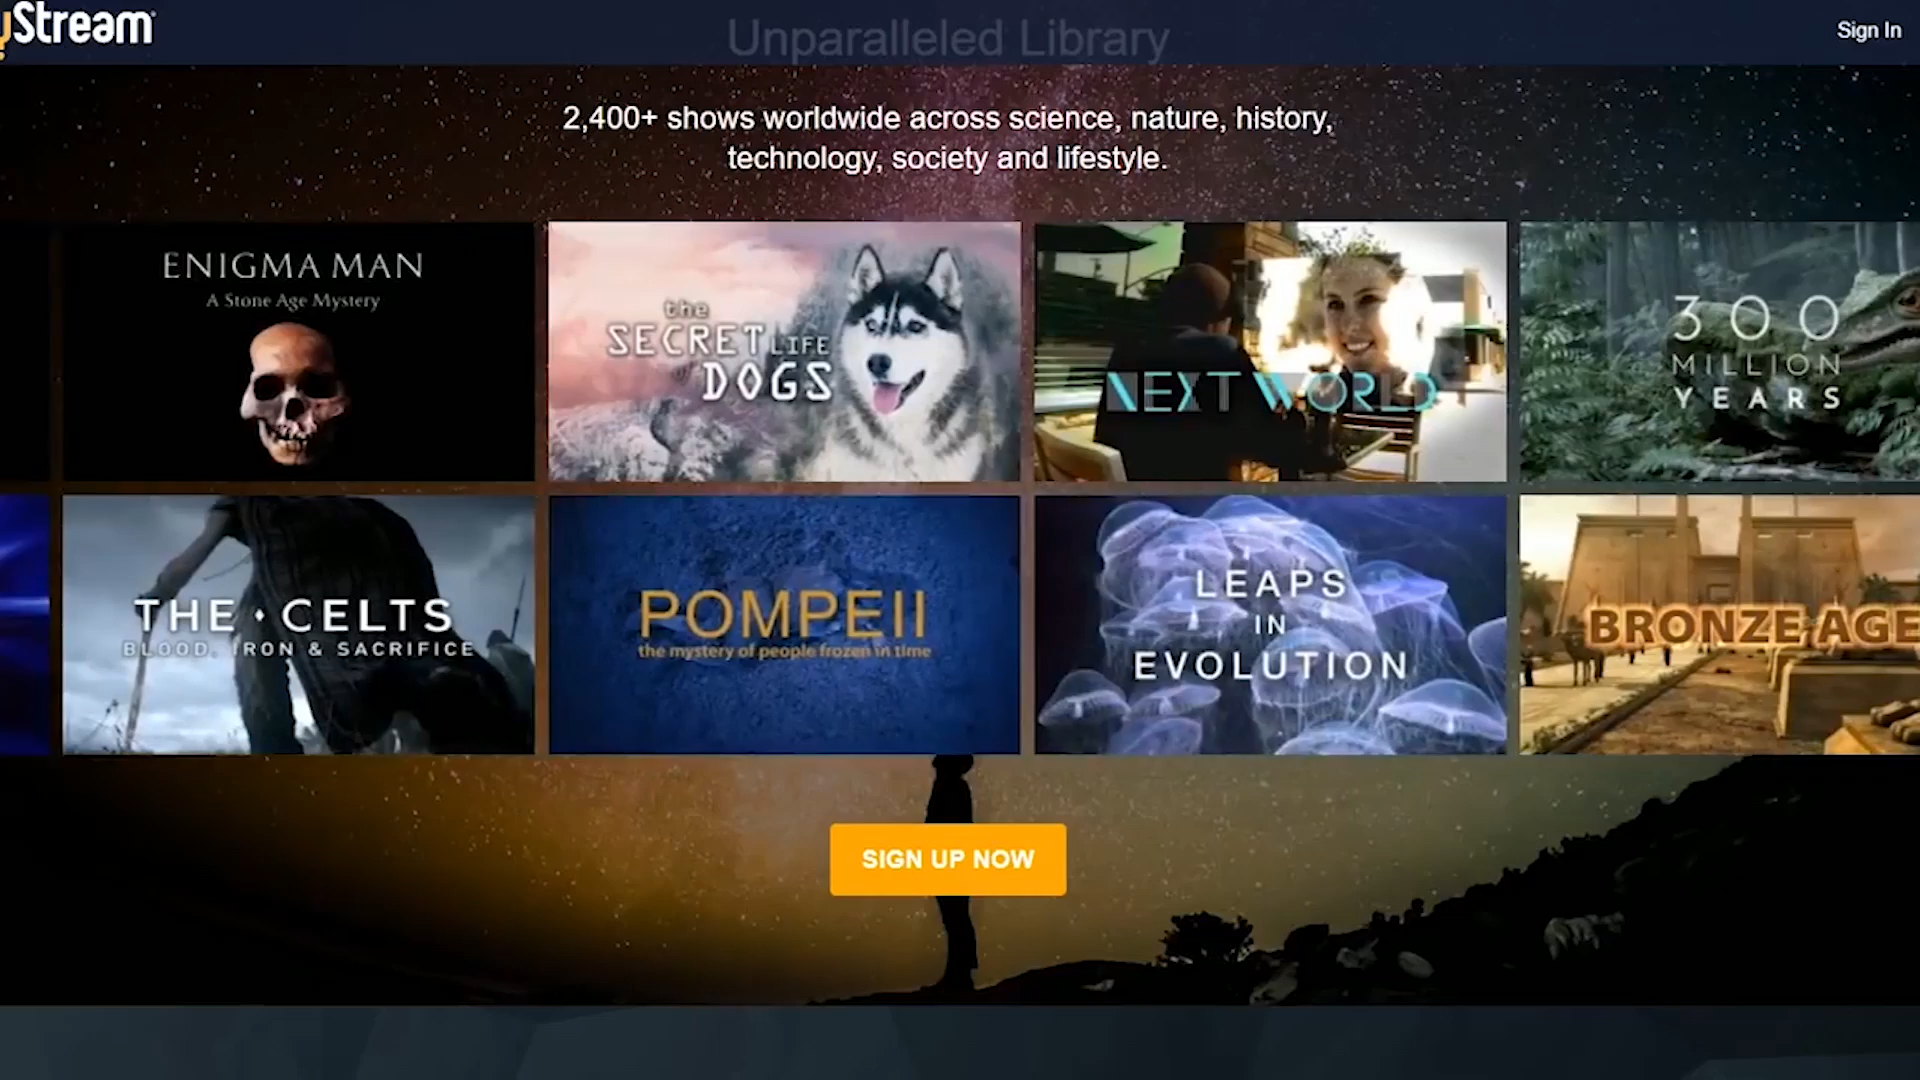 yStream
Unparalleled Library
Sign In
2,400+ shows worldwide across science, nature, history,
technology, society and lifestyle.
ENIGMA MAN
A Stone Age Mystery
the
SECRET LIFE
DOGS
NEXT WORLD
300
MILLION
YEARS
THE • CELTS
BLOOD, IRON & SACRIFICE
POMPEII
the mystery of people frozen in time
LEAPS
IN
EVOLUTION
BRONZE AGE
SIGN UP NOW